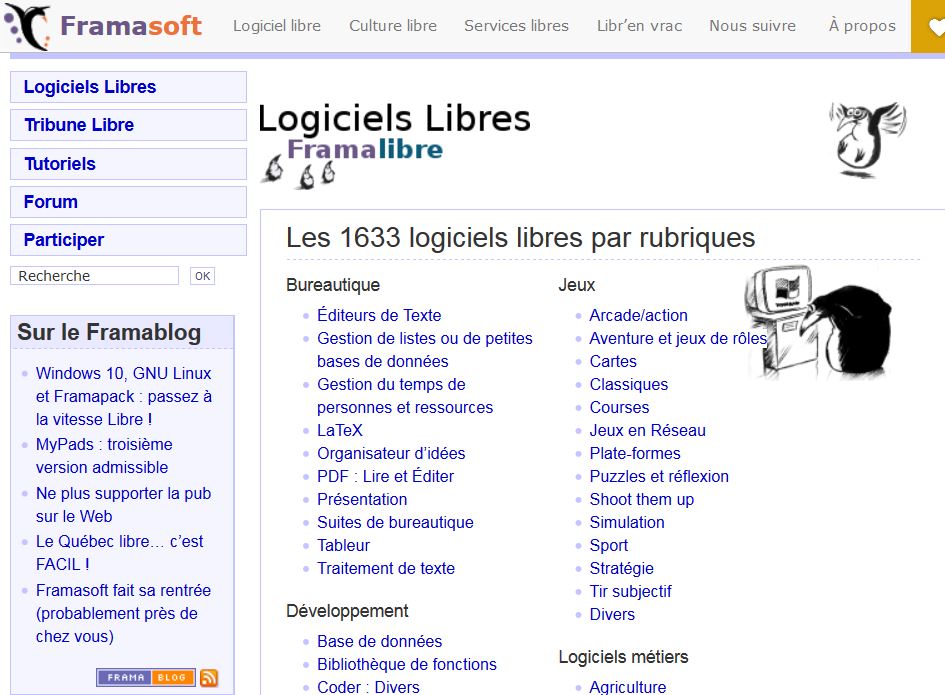 Framasoft
Logiciel libre
Culture libre
Services libres
Libr’en vrac
Nous suivre
À propos
Logiciels Libres
Tribune Libre
Tutoriels
Forum
Participer
Recherche
OK
Sur le Framablog
Windows 10, GNU Linux
et Framapack : passez à
la vitesse Libre !
MyPads : troisième
version admissible
Ne plus supporter la pub
sur le Web
Le Québec libre… c’est
FACIL !
Framasoft fait sa rentrée
(probablement près de
chez vous)
FRAMA BLOG
Logiciels Libres
Framalibre
Les 1633 logiciels libres par rubriques
Bureautique
Éditeurs de Texte
Gestion de listes ou de petites
bases de données
Gestion du temps de
personnes et ressources
LaTeX
Organisateur d’idées
PDF : Lire et Éditer
Présentation
Suites de bureautique
Tableur
Traitement de texte
Développement
Base de données
Bibliothèque de fonctions
Coder : Divers
Jeux
Arcade/action
Aventure et jeux de rôles
Cartes
Classiques
Courses
Jeux en Réseau
Plate-formes
Puzzles et réflexion
Shoot them up
Simulation
Sport
Stratégie
Tir subjectif
Divers
Logiciels métiers
Agriculture